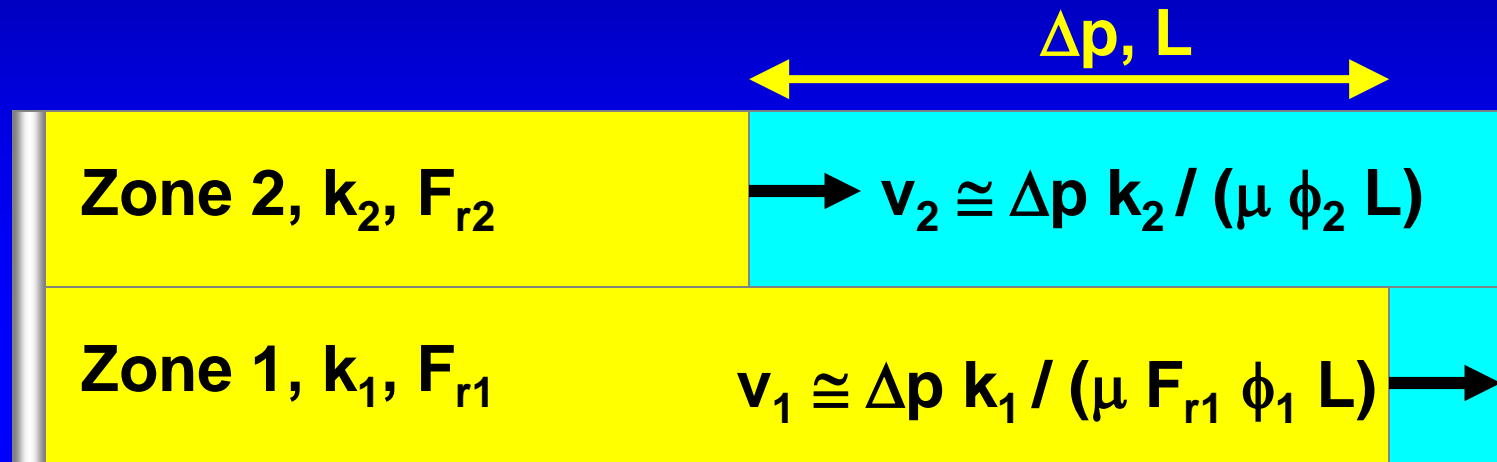 Δp, L
Zone 2, k₂, Fᵣ₂
v₂ ≅ Δp k₂ / (μ ϕ₂ L)
Zone 1, k₁, Fᵣ₁
v₁ ≅ Δp k₁ / (μ Fᵣ₁ ϕ₁ L)